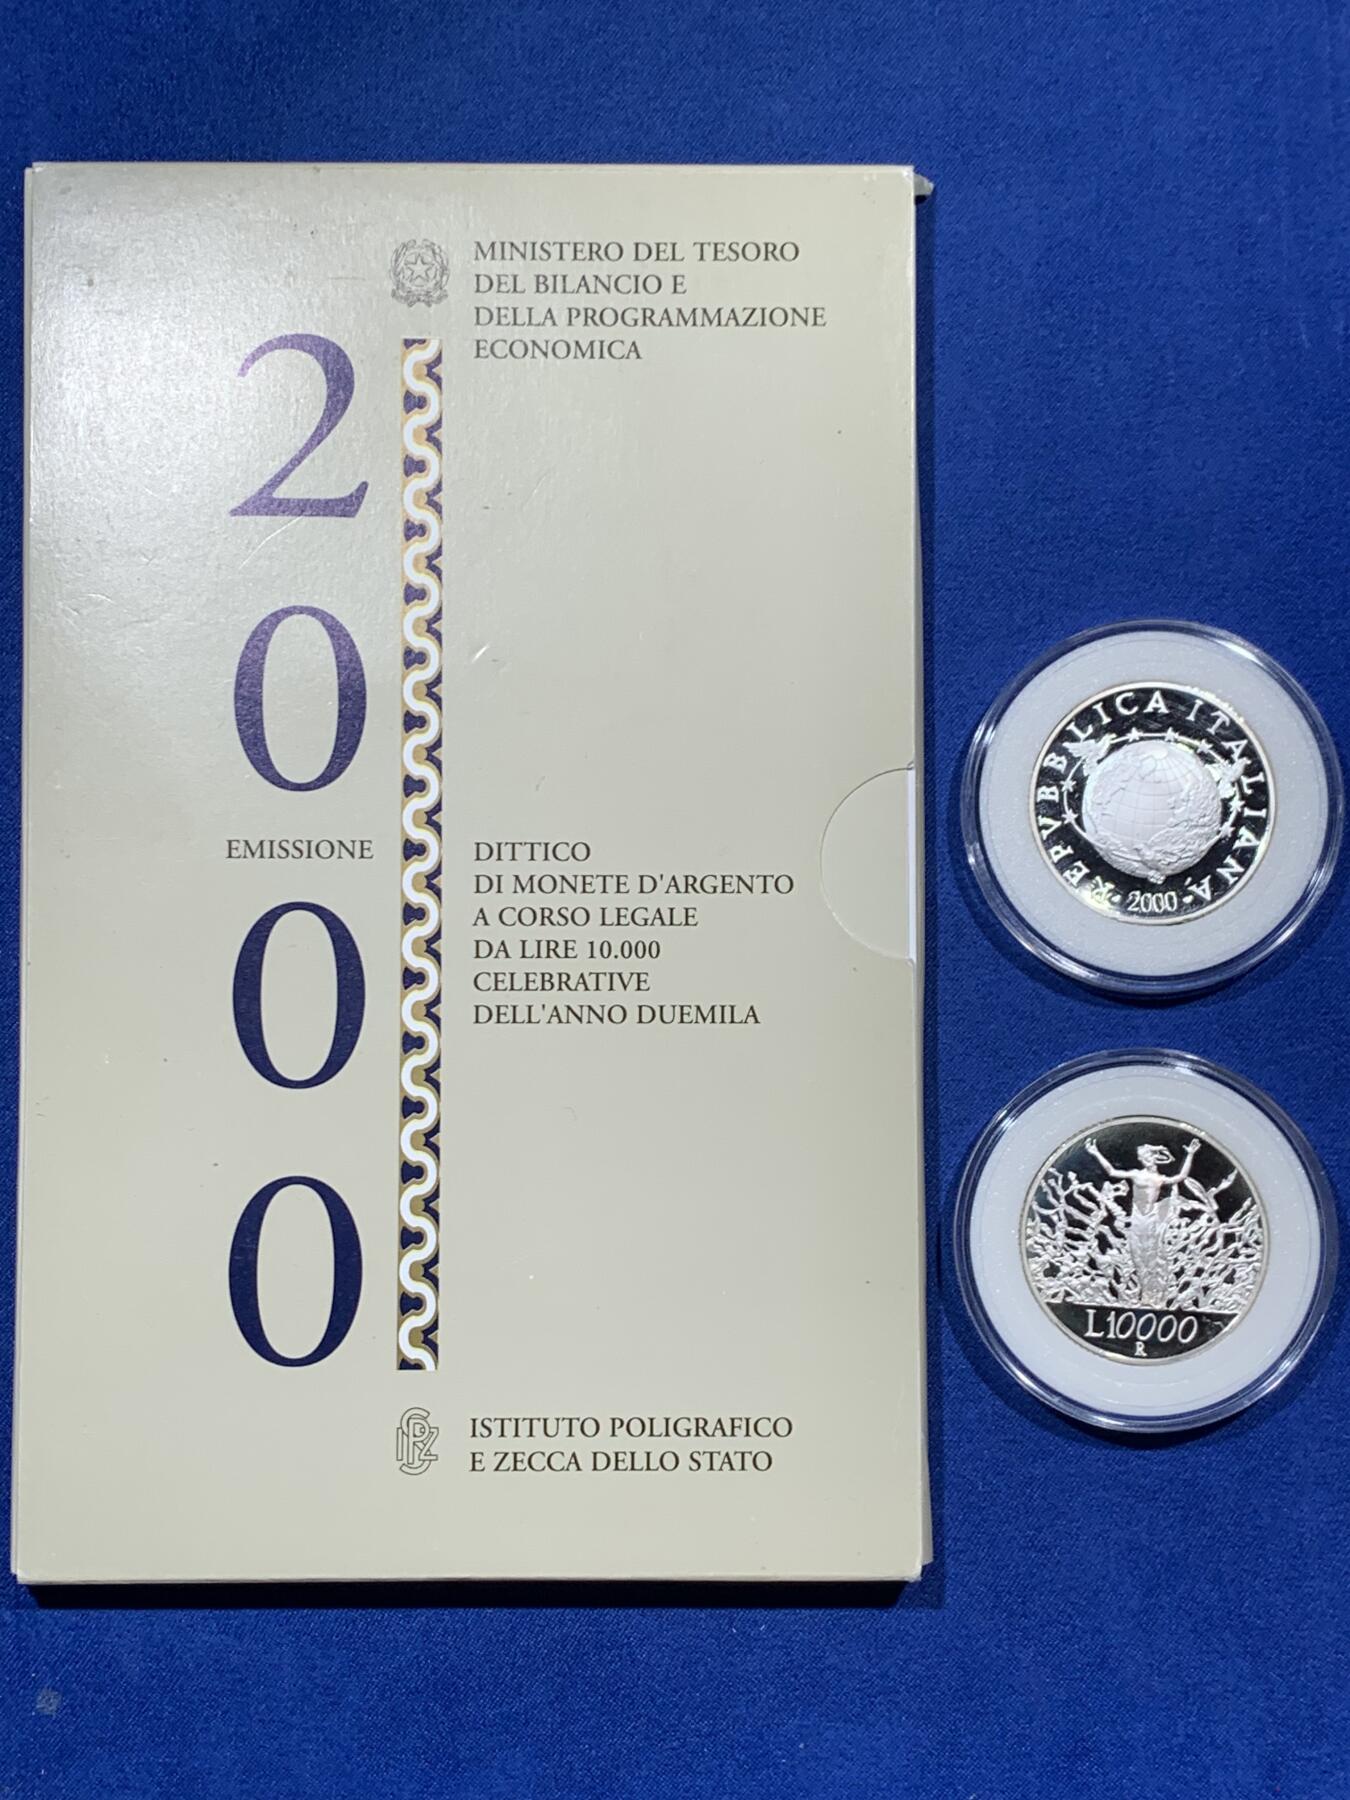 MINISTERO DEL TESORO
DEL BILANCIO E
DELLA PROGRAMMAZIONE
ECONOMICA
2
0
EMISSIONE
0
0
DITTICO
DI MONETE D'ARGENTO
A CORSO LEGALE
DA LIRE 10.000
CELEBRATIVE
DELL'ANNO DUEMILA
ISTITUTO POLIGRAFICO
E ZECCA DELLO STATO
REPVBBLICA ITALIANA
• 2000 •
L10000
R